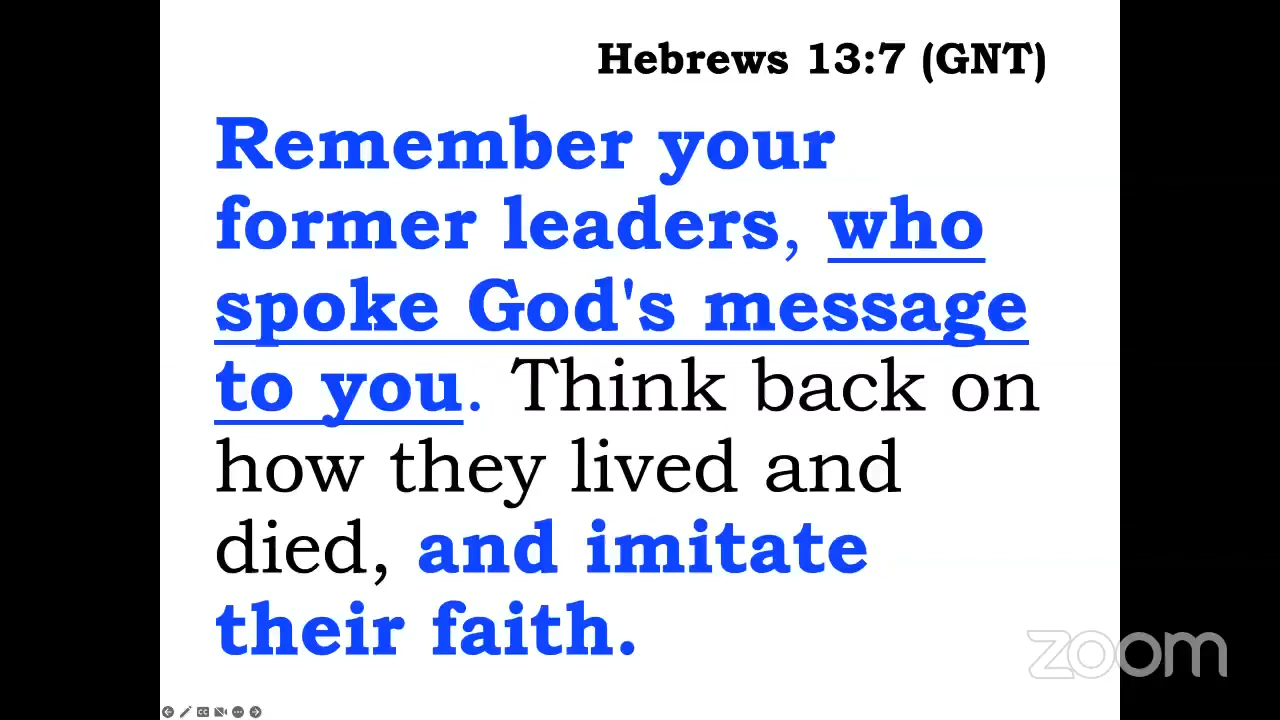 Hebrews 13:7 (GNT)
Remember your
former leaders, who
spoke God's message
to you. Think back on
how they lived and
died, and imitate
their faith.
zoom